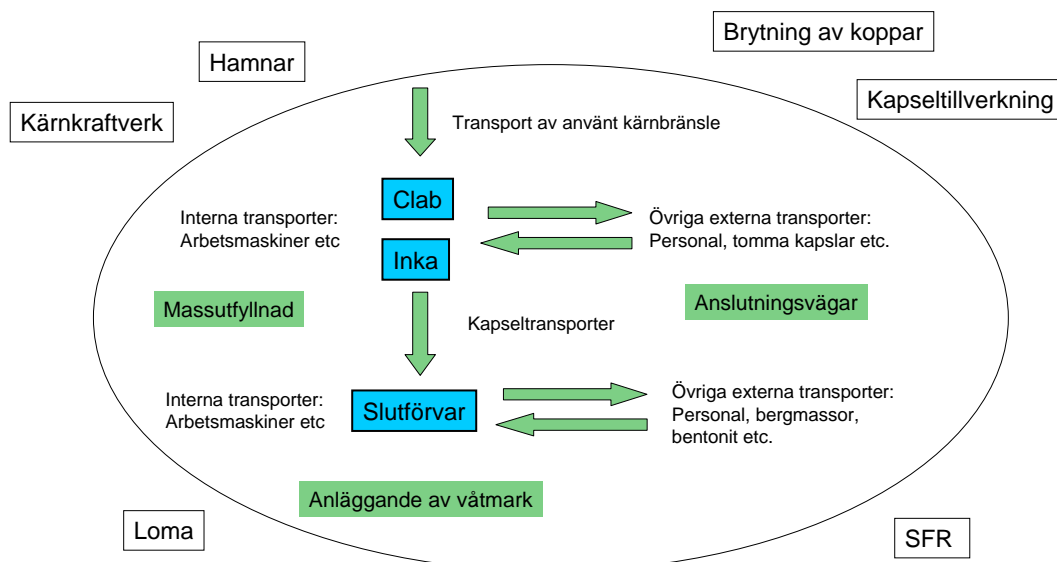 Brytning av koppar
Hamnar
Kapseltillverkning
Kärnkraftverk
Transport av använt kärnbränsle
Clab
Interna transporter:
Arbetsmaskiner etc
Övriga externa transporter:
Personal, tomma kapslar etc.
Inka
Massutfyllnad
Anslutningsvägar
Kapseltransporter
Interna transporter:
Arbetsmaskiner etc
Slutförvar
Övriga externa transporter:
Personal, bergmassor,
bentonit etc.
Anläggande av våtmark
Loma
SFR